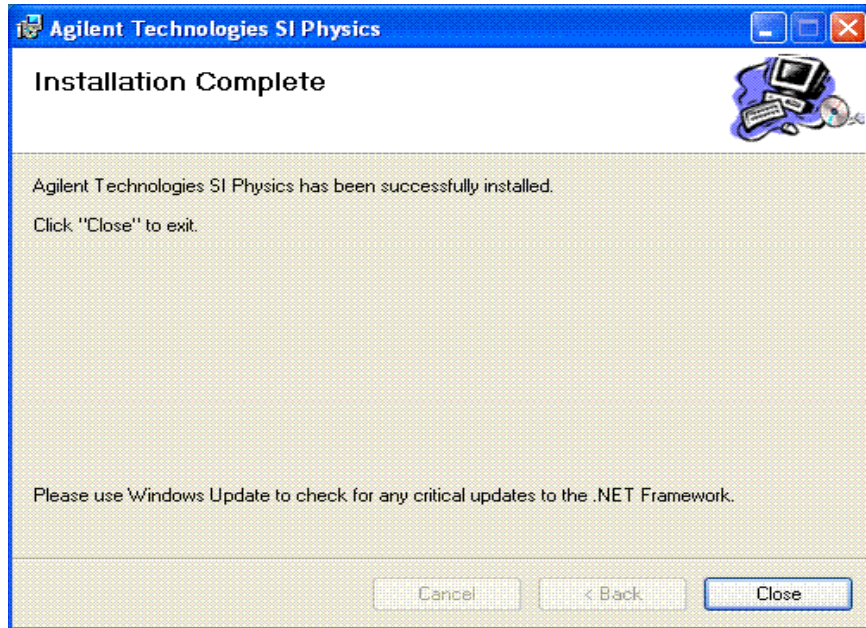 Agilent Technologies SI Physics
Installation Complete
Agilent Technologies SI Physics has been successfully installed.
Click "Close" to exit.
Please use Windows Update to check for any critical updates to the .NET Framework.
Cancel < Back Close